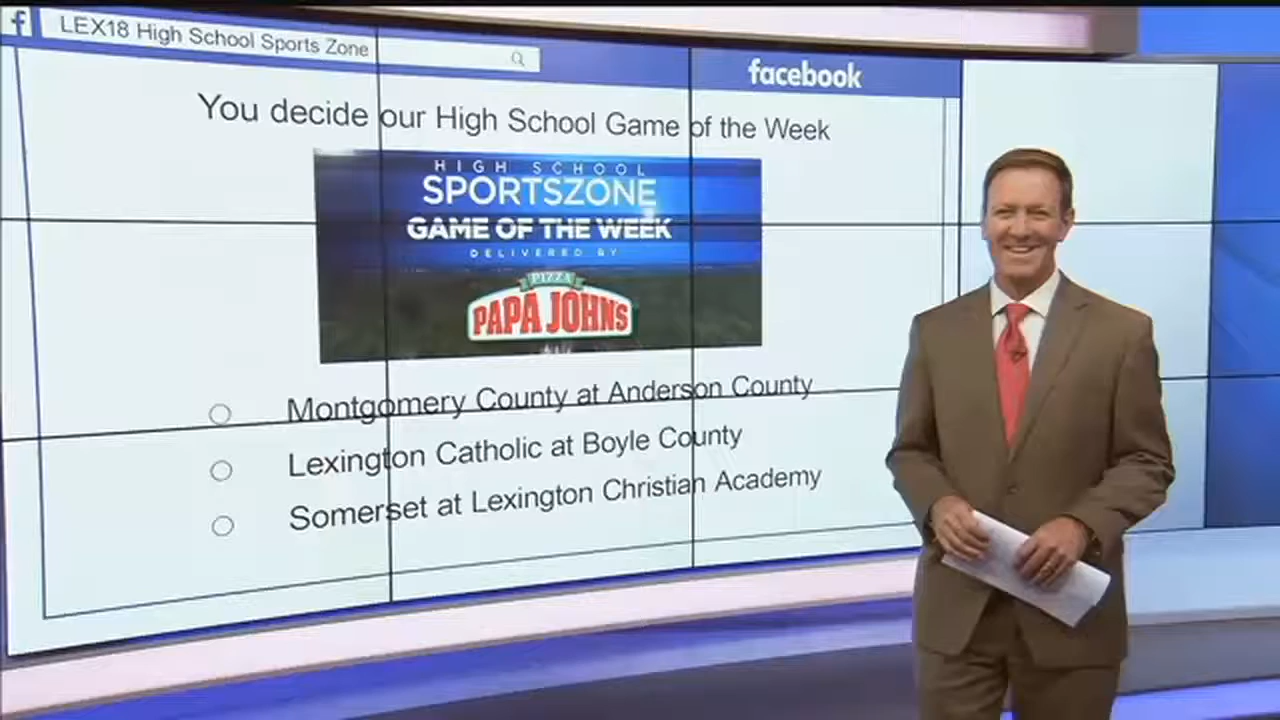 f
LEX18 High School Sports Zone
facebook
You decide our High School Game of the Week
HIGH SCHOOL
SPORTSZONE
GAME OF THE WEEK
DELIVERED BY
PIZZA
PAPA JOHNS
Montgomery County at Anderson County
Lexington Catholic at Boyle County
Somerset at Lexington Christian Academy